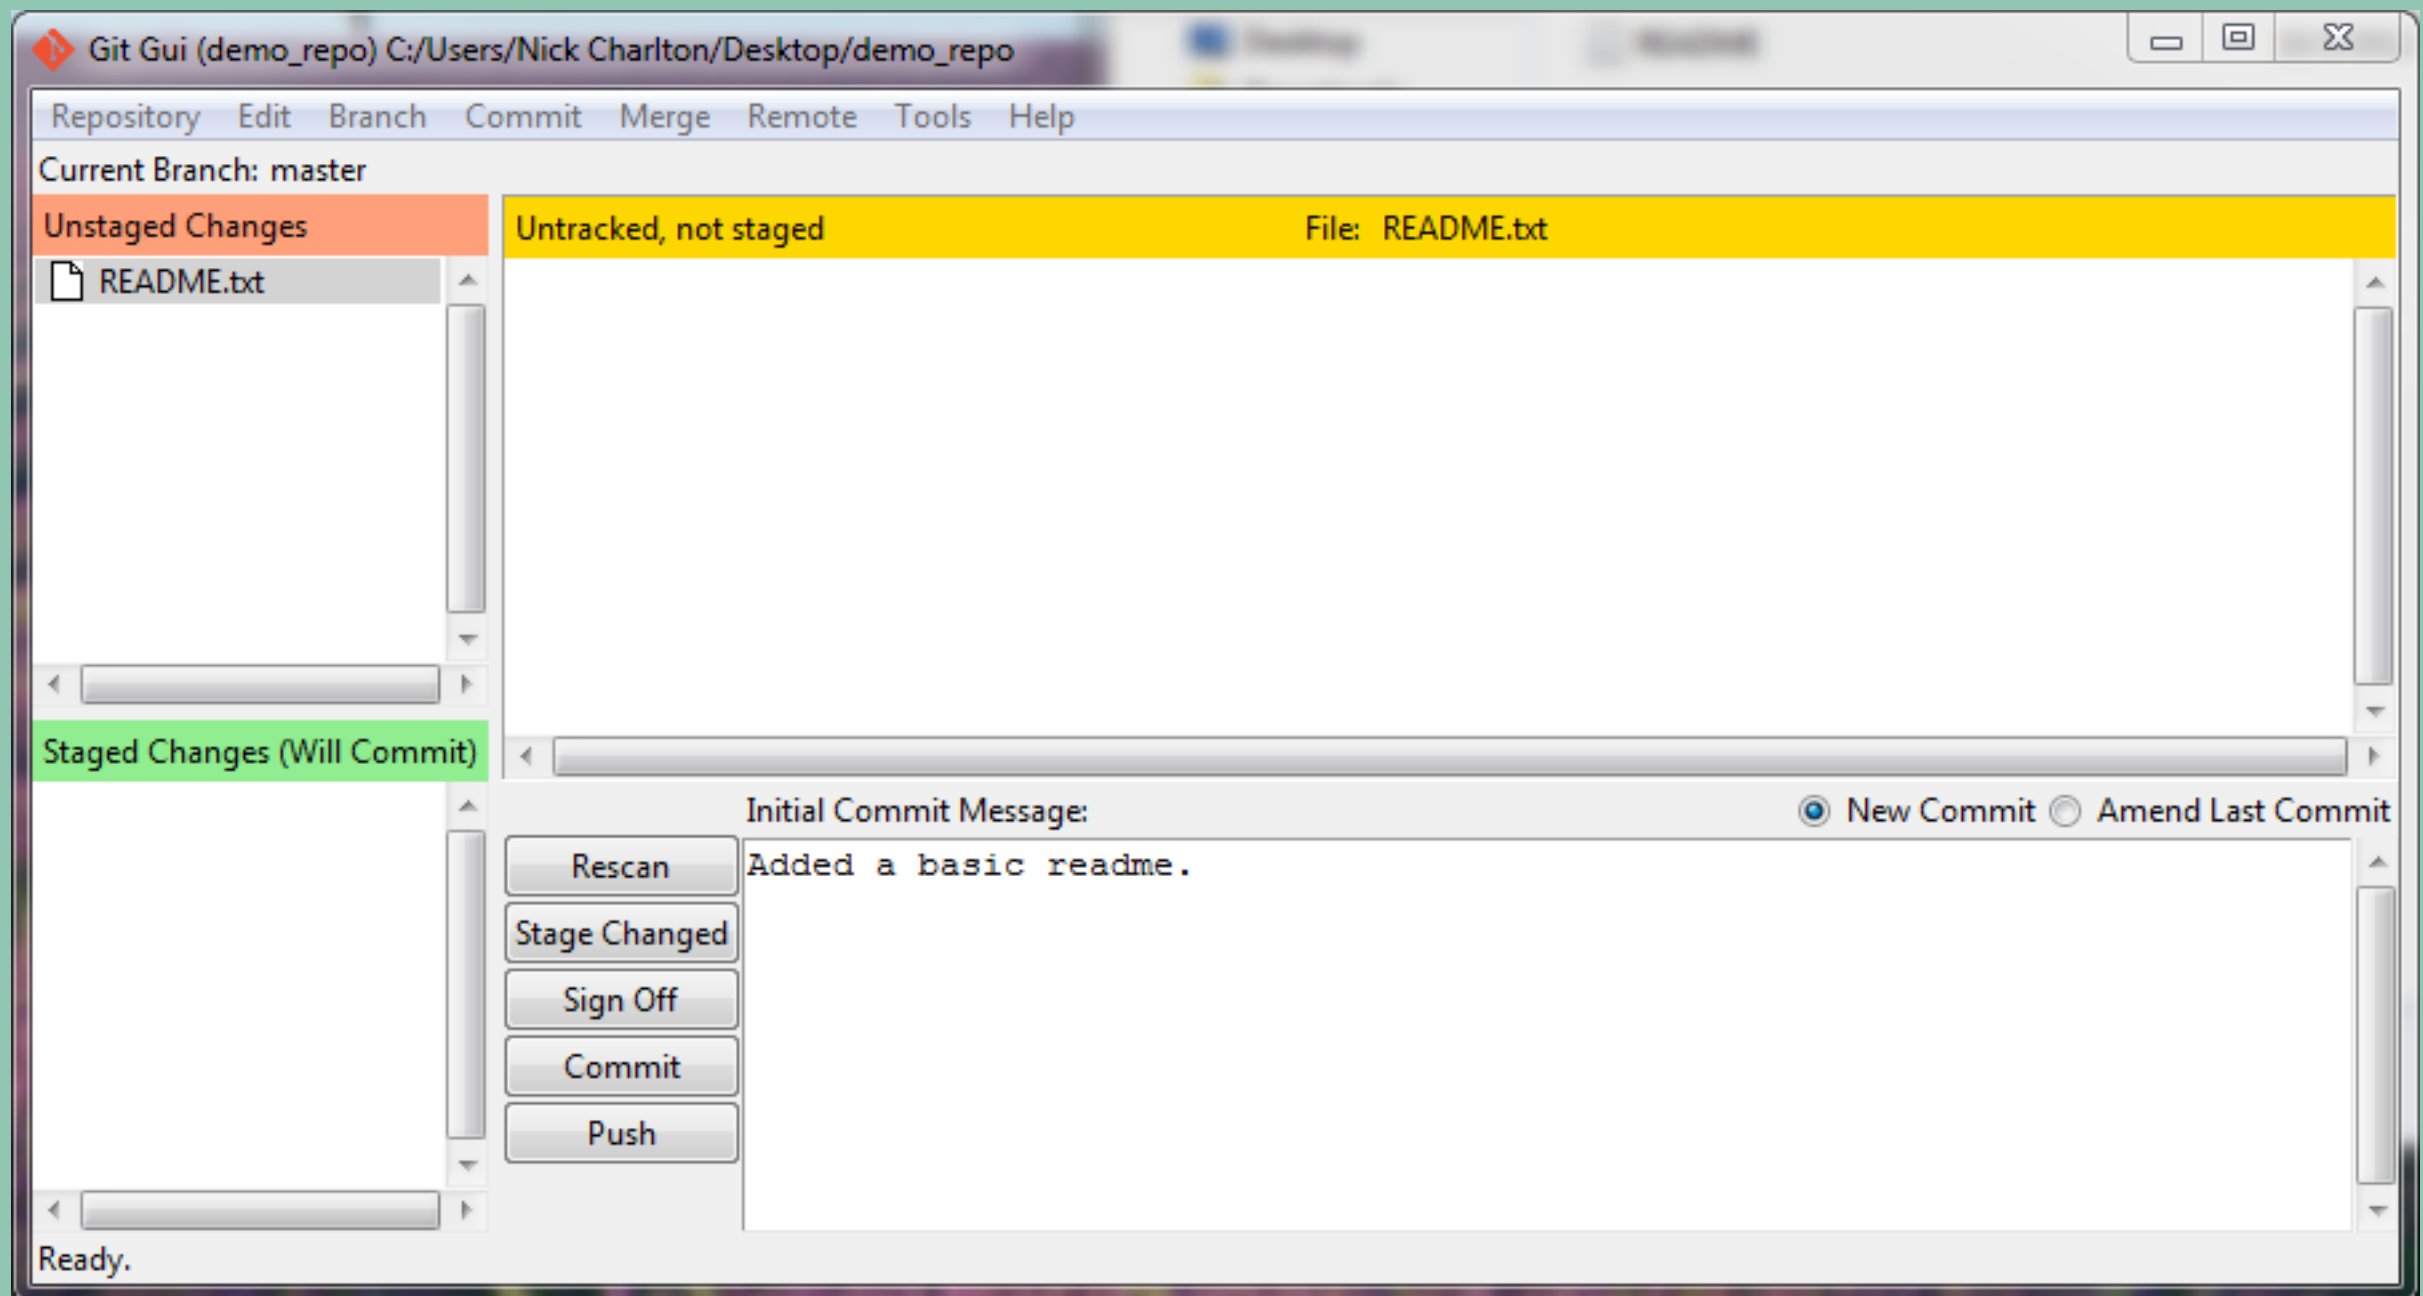 Git Gui (demo_repo) C:/Users/Nick Charlton/Desktop/demo_repo
Repository Edit Branch Commit Merge Remote Tools Help
Current Branch: master
Unstaged Changes
README.txt
Untracked, not staged File: README.txt
Staged Changes (Will Commit)
Initial Commit Message: New Commit Amend Last Commit
Rescan
Stage Changed
Sign Off
Commit
Push
Added a basic readme.
Ready.